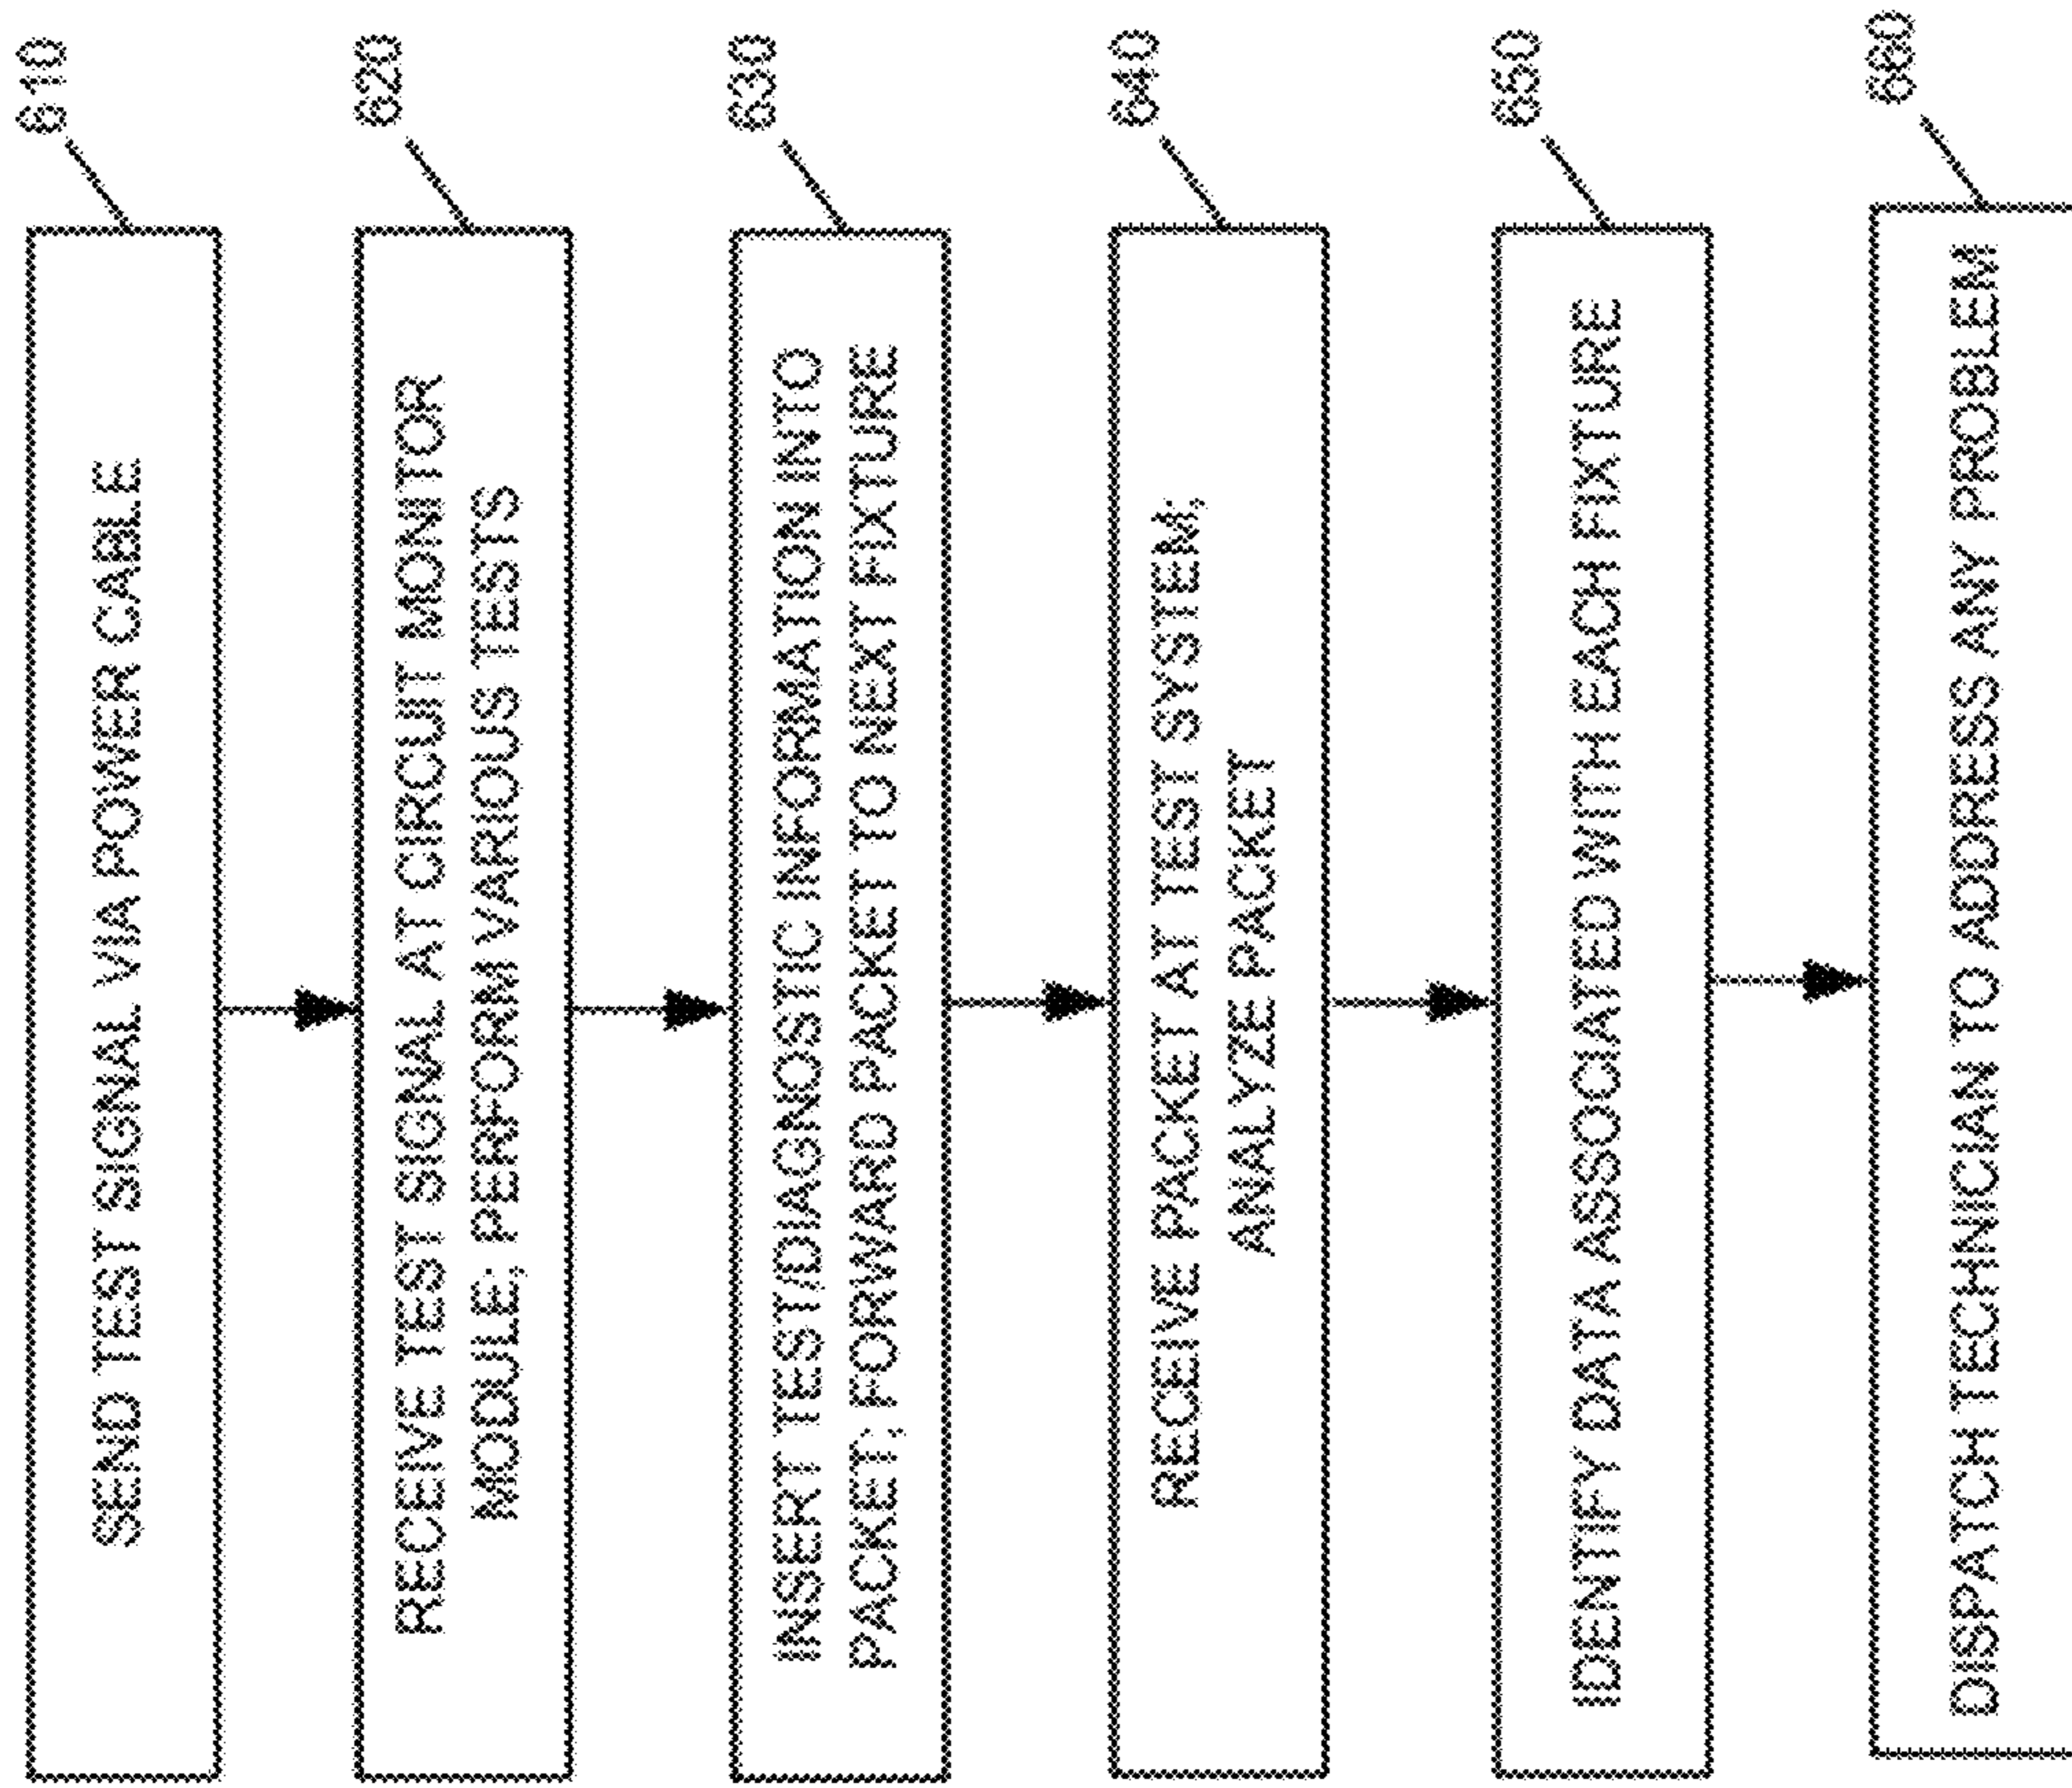 610
SEND TEST SIGNAL VIA POWER CABLE
620
RECEIVE TEST SIGNAL AT CIRCUIT MONITOR
MODULE; PERFORM VARIOUS TESTS
630
INSERT TEST/DIAGNOSTIC INFORMATION INTO
PACKET; FORWARD PACKET TO NEXT FIXTURE
640
RECEIVE PACKET AT TEST SYSTEM;
ANALYZE PACKET
650
IDENTIFY DATA ASSOCIATED WITH EACH FIXTURE
660
DISPATCH TECHNICIAN TO ADDRESS ANY PROBLEM